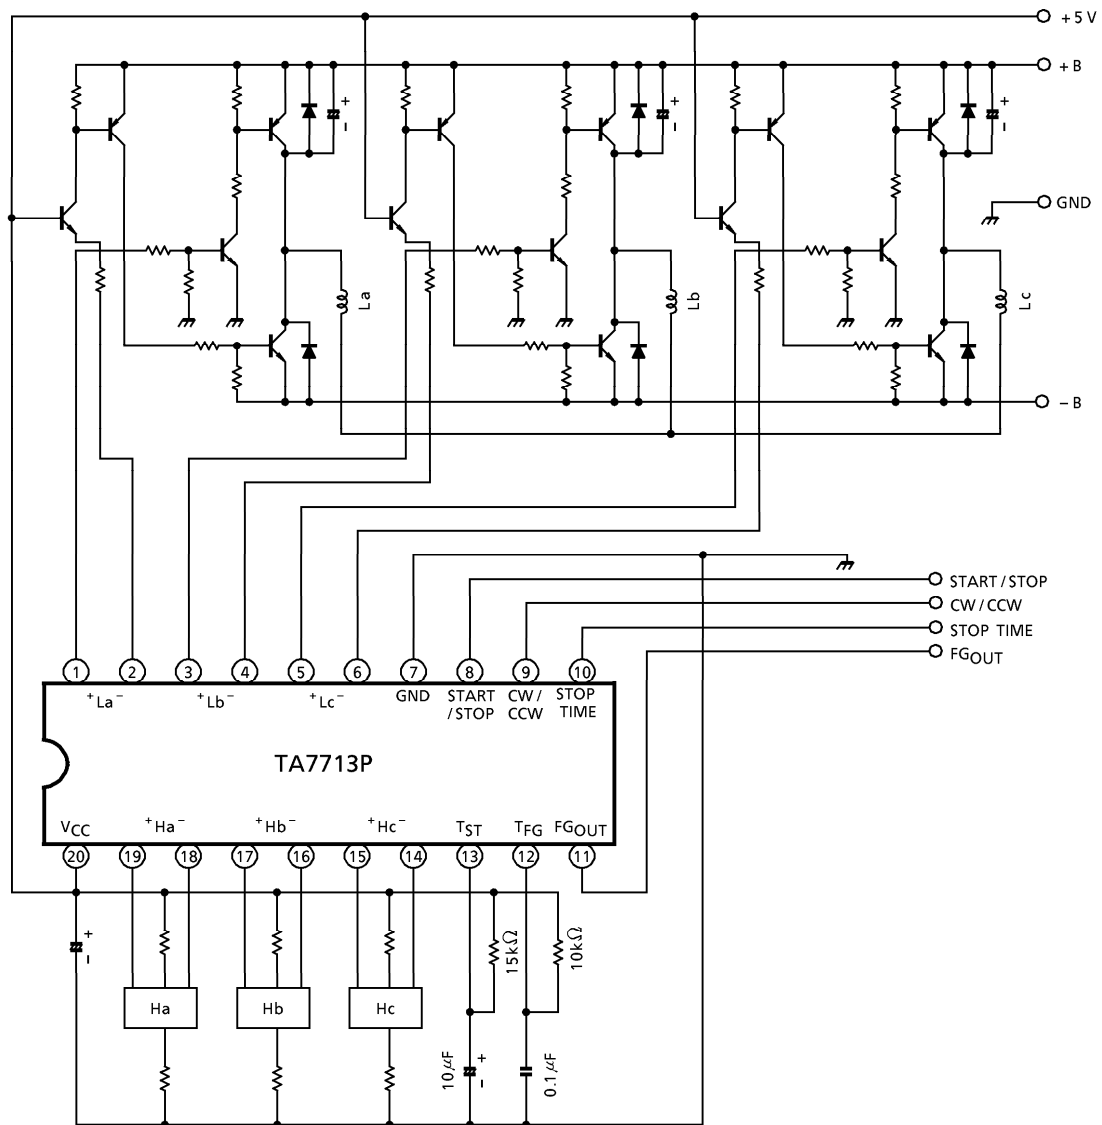 +5V
+B
+
−
+
−
+
−
GND
La
Lb
Lc
−B
START/STOP
CW/CCW
STOP TIME
FGOUT
1 2 3 4 5 6 7 8 9 10
+La− +Lb− +Lc− GND START/STOP CW/CCW STOP TIME
TA7713P
VCC +Ha− +Hb− +Hc− TST TFG FGOUT
20 19 18 17 16 15 14 13 12 11
+
−
15kΩ
10kΩ
Ha
Hb
Hc
10μF
+
−
0.1μF